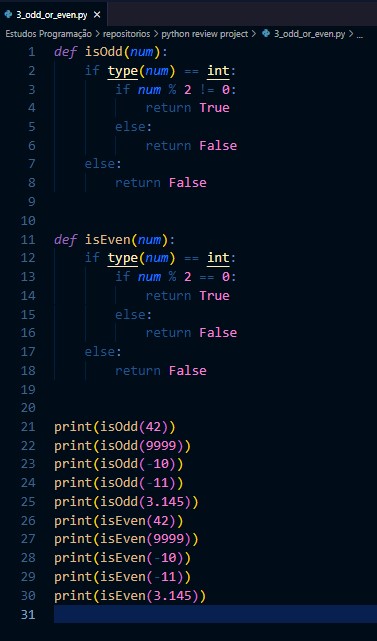 3_odd_or_even.py ×
Estudos Programação > repositorios > python review project > 3_odd_or_even.py > ...
1 def isOdd(num):
2     if type(num) == int:
3         if num % 2 != 0:
4             return True
5         else:
6             return False
7     else:
8         return False
9
10
11 def isEven(num):
12     if type(num) == int:
13         if num % 2 == 0:
14             return True
15         else:
16             return False
17     else:
18         return False
19
20
21 print(isOdd(42))
22 print(isOdd(9999))
23 print(isOdd(-10))
24 print(isOdd(-11))
25 print(isOdd(3.145))
26 print(isEven(42))
27 print(isEven(9999))
28 print(isEven(-10))
29 print(isEven(-11))
30 print(isEven(3.145))
31